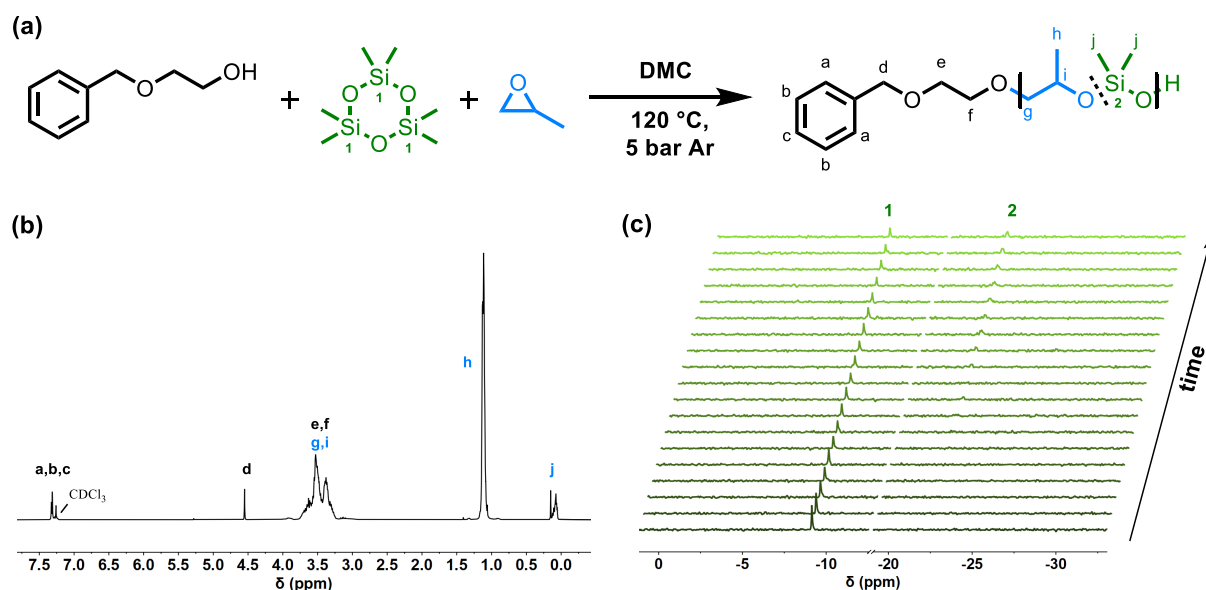 (a)
OH
O
Si
1
O
O
Si
Si
1
O
1
+
+
O
DMC
120 °C,
5 bar Ar
a
b
c
a
b
d
O
e
f
O
g
h
i
O
j
j
Si
2
O
H
(b)
a,b,c
CDCl3
d
e,f
g,i
h
j
7.5 7.0 6.5 6.0 5.5 5.0 4.5 4.0 3.5 3.0 2.5 2.0 1.5 1.0 0.5 0.0
δ (ppm)
(c)
1
2
time
0 -5 -10 -20 -25 -30
δ (ppm)